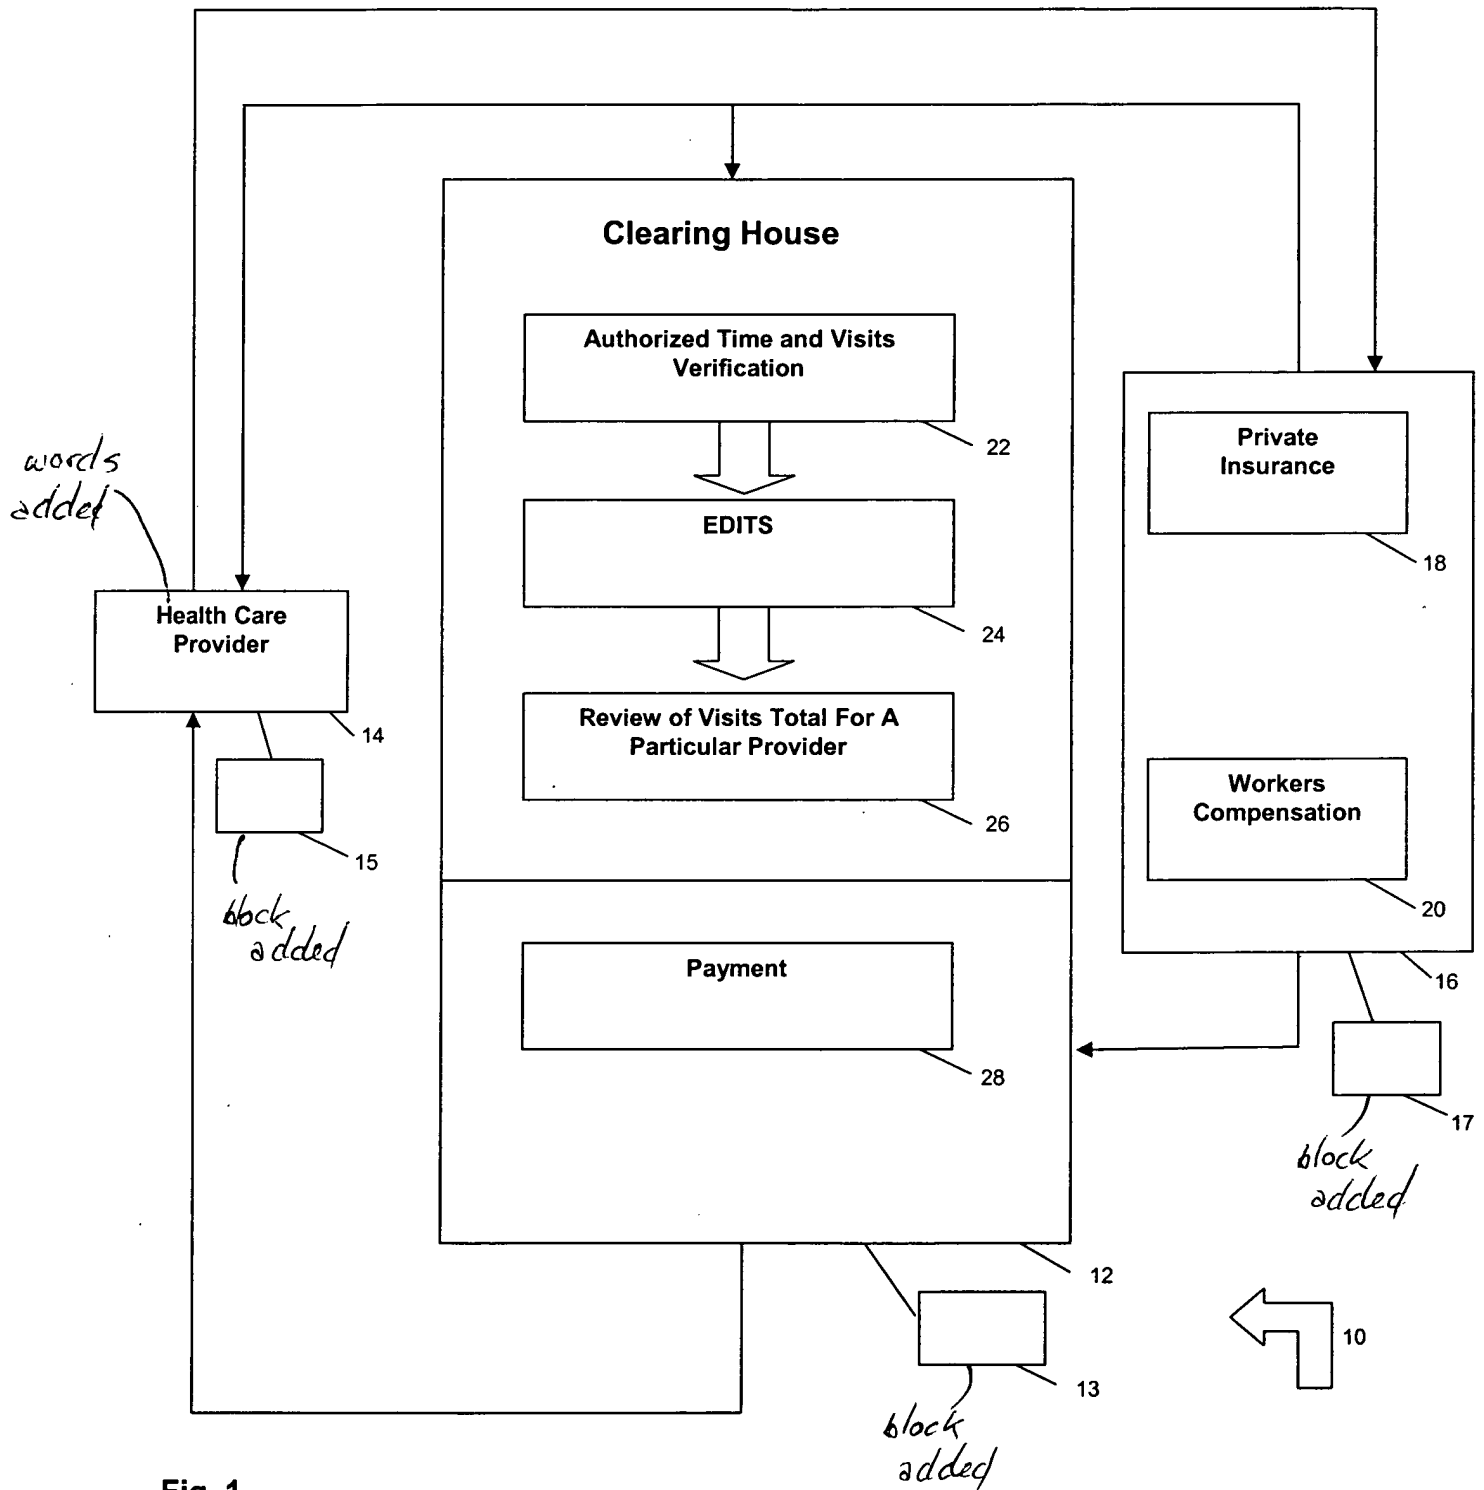 Clearing House
Authorized Time and Visits
Verification
22
EDITS
24
Review of Visits Total For A
Particular Provider
26
Payment
28
12
13
block
added
words
added
Health Care
Provider
14
15
block
added
Private
Insurance
18
Workers
Compensation
20
16
17
block
added
10
Fig. 1